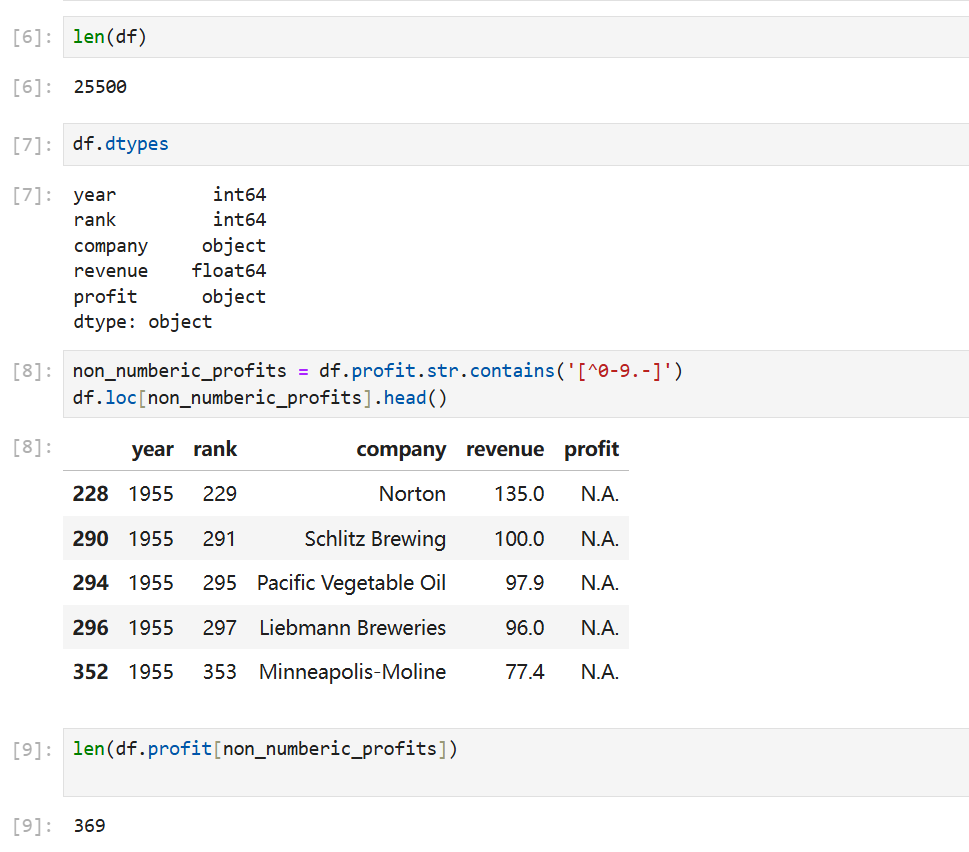 [6]: len(df)
[6]: 25500
[7]: df.dtypes
[7]: year int64
rank int64
company object
revenue float64
profit object
dtype: object
[8]: non_numberic_profits = df.profit.str.contains('[^0-9.-]')
df.loc[non_numberic_profits].head()
[8]: year rank company revenue profit
228 1955 229 Norton 135.0 N.A.
290 1955 291 Schlitz Brewing 100.0 N.A.
294 1955 295 Pacific Vegetable Oil 97.9 N.A.
296 1955 297 Liebmann Breweries 96.0 N.A.
352 1955 353 Minneapolis-Moline 77.4 N.A.
[9]: len(df.profit[non_numberic_profits])
[9]: 369